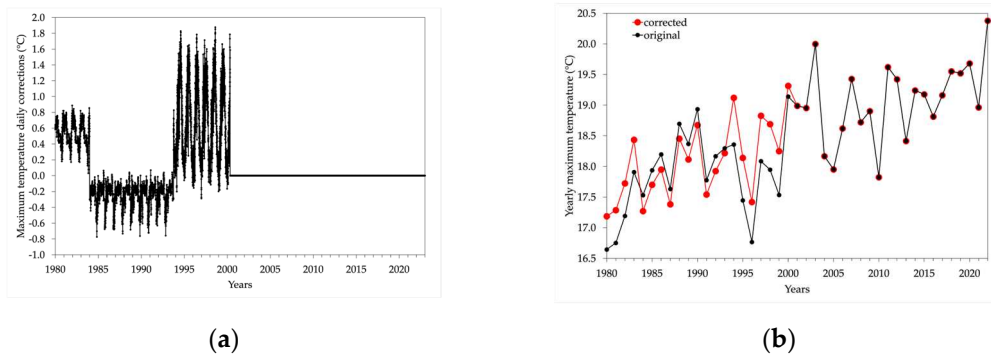 2.0
1.8
1.6
1.4
1.2
1.0
0.8
0.6
0.4
0.2
0.0
-0.2
-0.4
-0.6
-0.8
-1.0
Maximum temperature daily corrections (°C)
1980 1985 1990 1995 2000 2005 2010 2015 2020
Years
(a)
20.5
20.0
19.5
19.0
18.5
18.0
17.5
17.0
16.5
Yearly maximum temperature (°C)
corrected
original
1980 1985 1990 1995 2000 2005 2010 2015 2020
Years
(b)